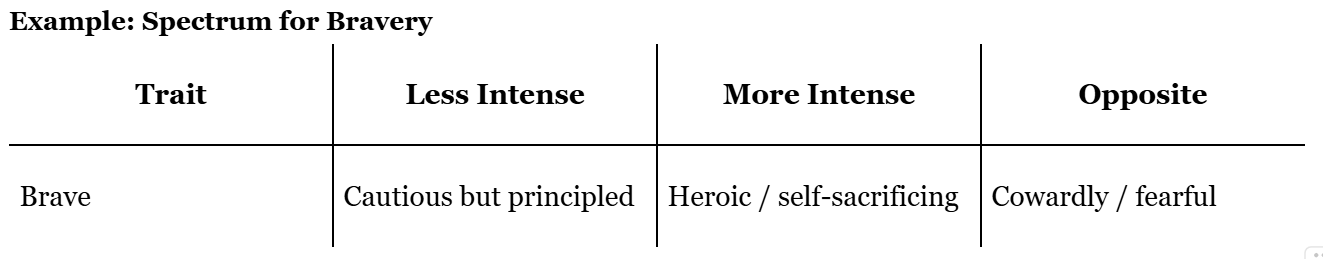 Example: Spectrum for Bravery
Trait Less Intense More Intense Opposite
Brave Cautious but principled Heroic / self-sacrificing Cowardly / fearful